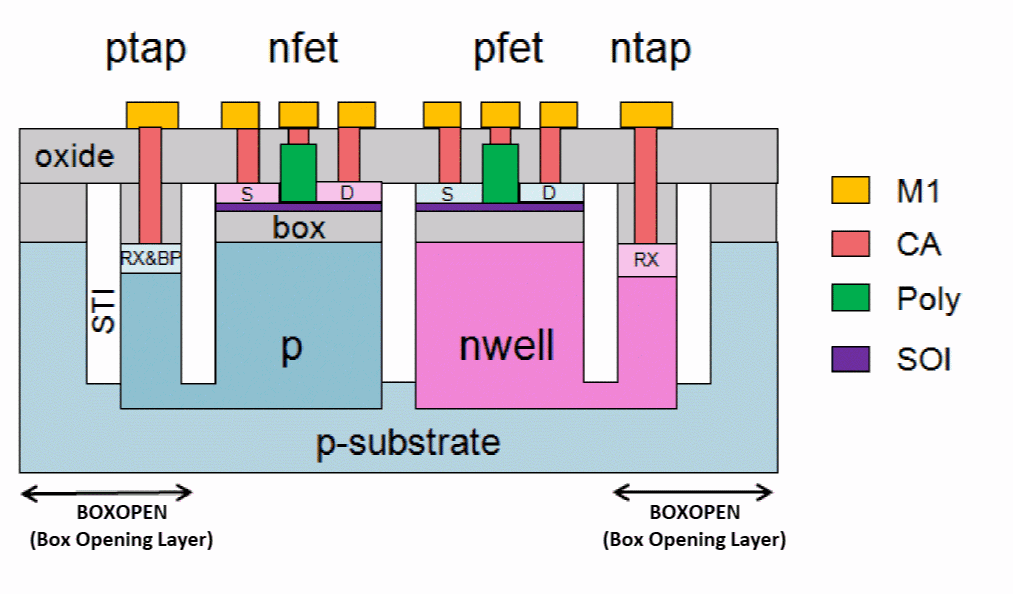 ptap nfet pfet ntap
oxide
S D S D
box
RX&BP RX
STI
p nwell
p-substrate
BOXOPEN
(Box Opening Layer)
BOXOPEN
(Box Opening Layer)
M1
CA
Poly
SOI